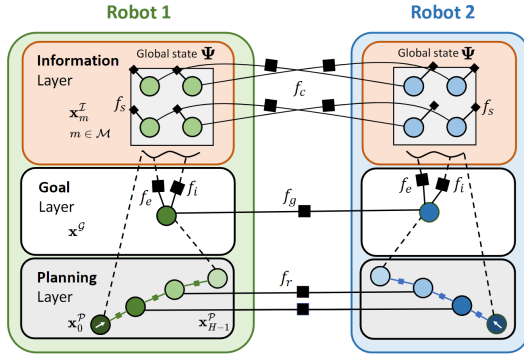 Robot 1
Robot 2
Information
Layer
Global state Ψ
Global state Ψ
f_s
f_c
f_s
x_m^ℐ
m ∈ ℳ
Goal
Layer
x^𝒢
f_e
f_i
f_g
f_e
f_i
Planning
Layer
f_r
x_0^𝒫
x_{H−1}^𝒫